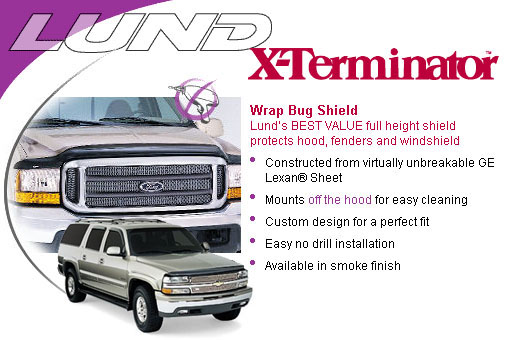 LUND
X-Terminator™
Wrap Bug Shield
Lund's BEST VALUE full height shield
protects hood, fenders and windshield
• Constructed from virtually unbreakable GE
Lexan® Sheet
• Mounts off the hood for easy cleaning
• Custom design for a perfect fit
• Easy no drill installation
• Available in smoke finish
Ford